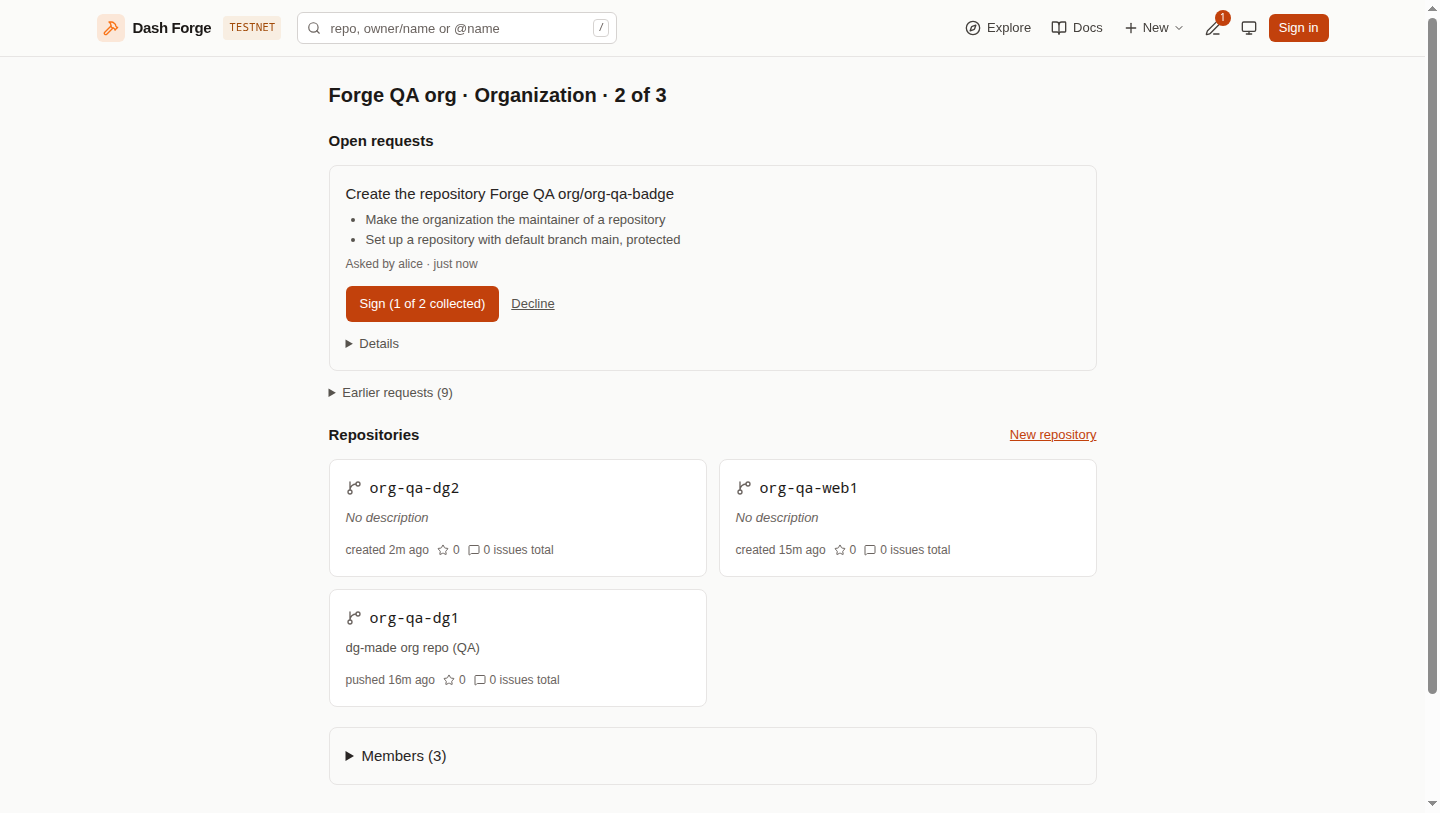 Dash Forge TESTNET repo, owner/name or @name / Explore Docs New 1 Sign in
Forge QA org · Organization · 2 of 3
Open requests
Create the repository Forge QA org/org-qa-badge
• Make the organization the maintainer of a repository
• Set up a repository with default branch main, protected
Asked by alice · just now
Sign (1 of 2 collected) Decline
Details
Earlier requests (9)
Repositories New repository
org-qa-dg2
No description
created 2m ago 0 0 issues total
org-qa-web1
No description
created 15m ago 0 0 issues total
org-qa-dg1
dg-made org repo (QA)
pushed 16m ago 0 0 issues total
Members (3)